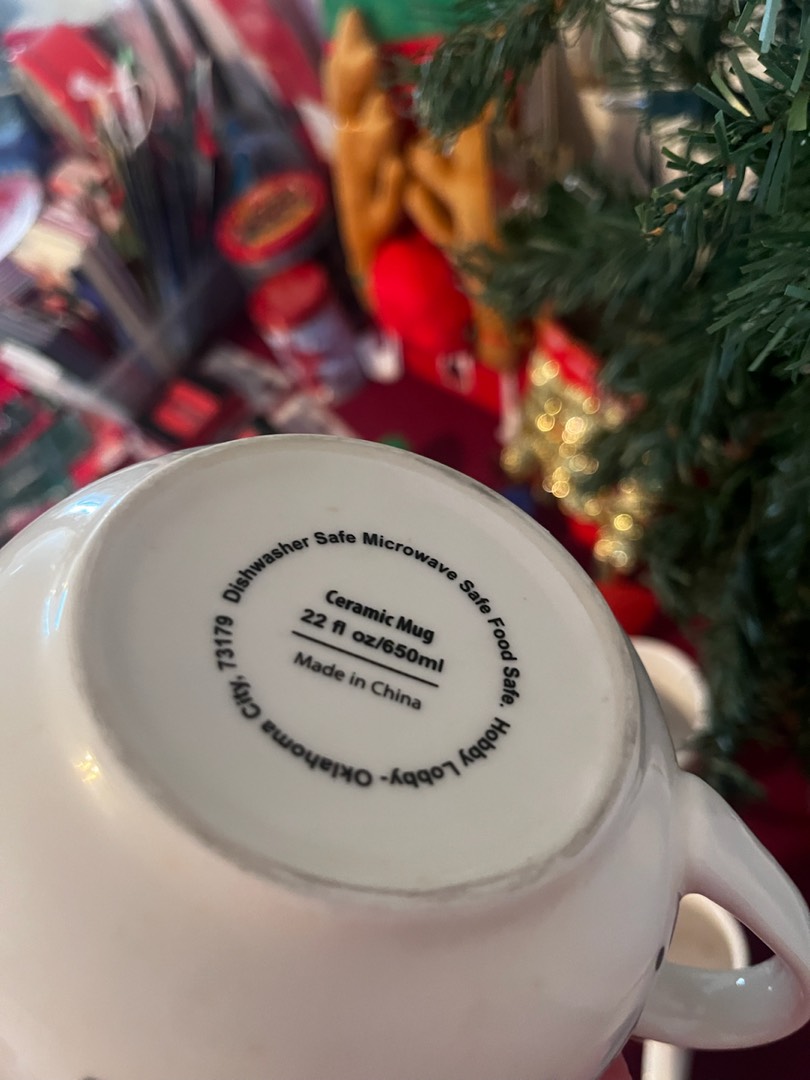 Dishwasher Safe Microwave Safe Food Safe. Hobby Lobby- Oklahoma City, 73179
Ceramic Mug
22 fl oz/650ml
Made in China